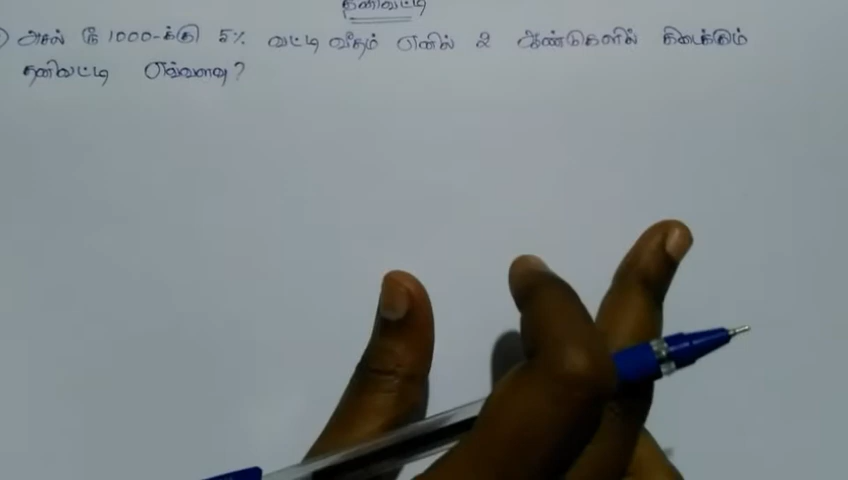 தனிவட்டி
) அசல் ரூ 1000-க்கு 5% வட்டி வீதம் எனில் 2 ஆண்டுகளில் கிடைக்கும்
தனிவட்டி எவ்வளவு?